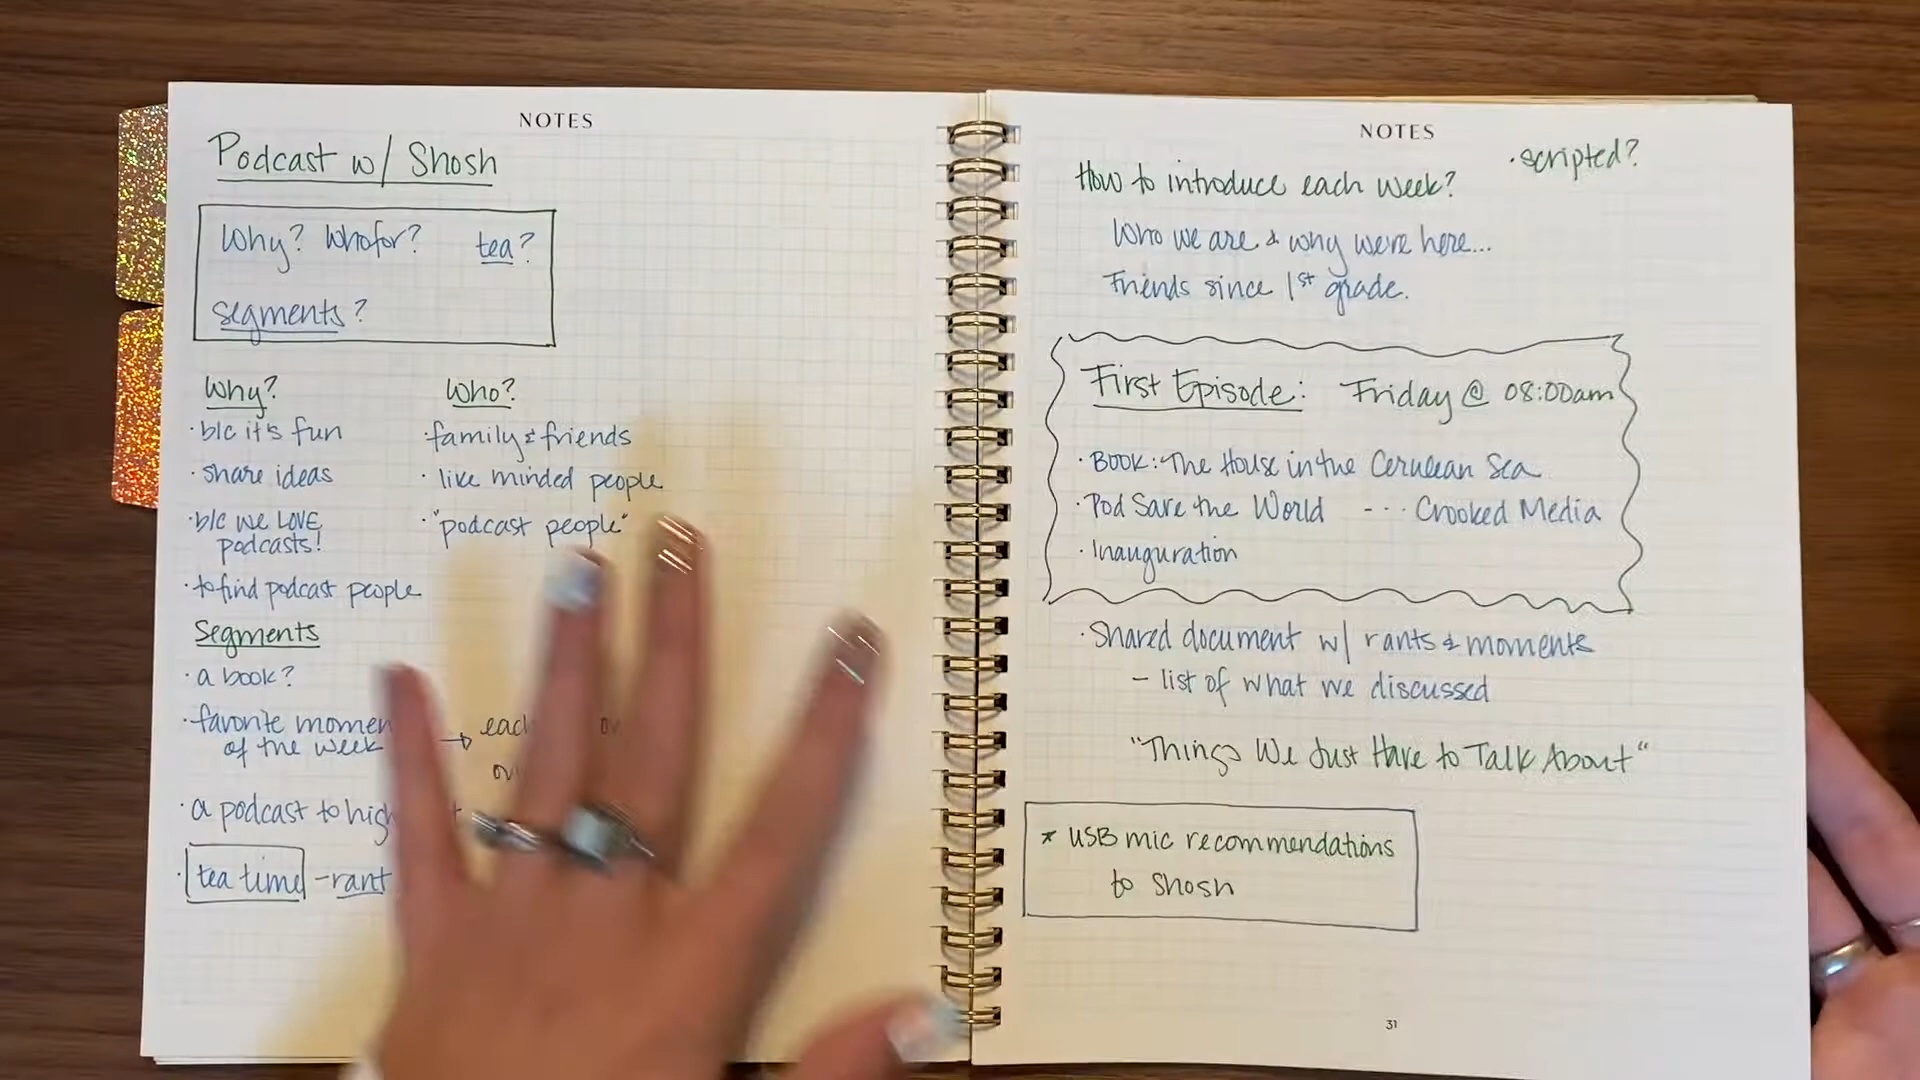 NOTES
Podcast w/ Shosh
Why? Who for? tea?
segments?
Why?
· b/c it's fun
· share ideas
· b/c we LOVE
podcasts!
· to find podcast people
Who?
· family & friends
· like minded people
· "podcast people"
Segments
· a book?
· favorite
of the week → each
· a podcast to
· tea time - rant
NOTES
· scripted?
How to introduce each week?
Who we are & why we're here...
Friends since 1st grade.
First Episode: Friday @ 08:00am
· BOOK: The House in the Cerulean Sea
· Pod Save the World --- Crooked Media
· Inauguration
· Shared document w/ rants & moments
- list of what we discussed
"Things We Just Have to Talk About"
* USB mic recommendations
to Shosh
31